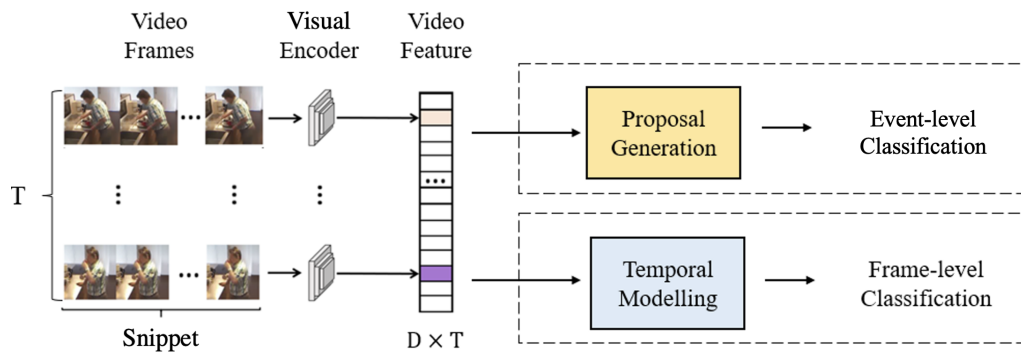 Video
Frames
Visual
Encoder
Video
Feature
T
Snippet
D × T
Proposal
Generation
Event-level
Classification
Temporal
Modelling
Frame-level
Classification